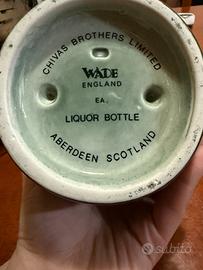 CHIVAS BROTHERS LIMITED
WADE
ENGLAND
EA.
LIQUOR BOTTLE
ABERDEEN SCOTLAND
subito